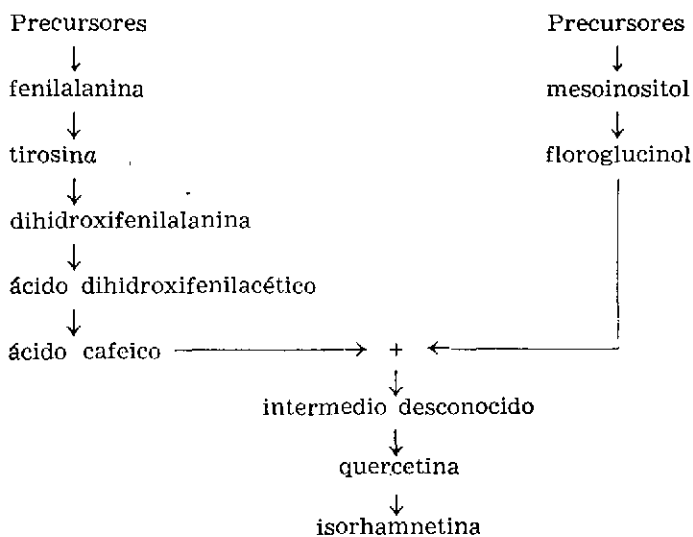 Precursores Precursores
fenilalanina mesoinositol
tirosina floroglucinol
dihidroxifenilalanina
ácido dihidroxifenilacético
ácido cafeico +
intermedio desconocido
quercetina
isorhamnetina